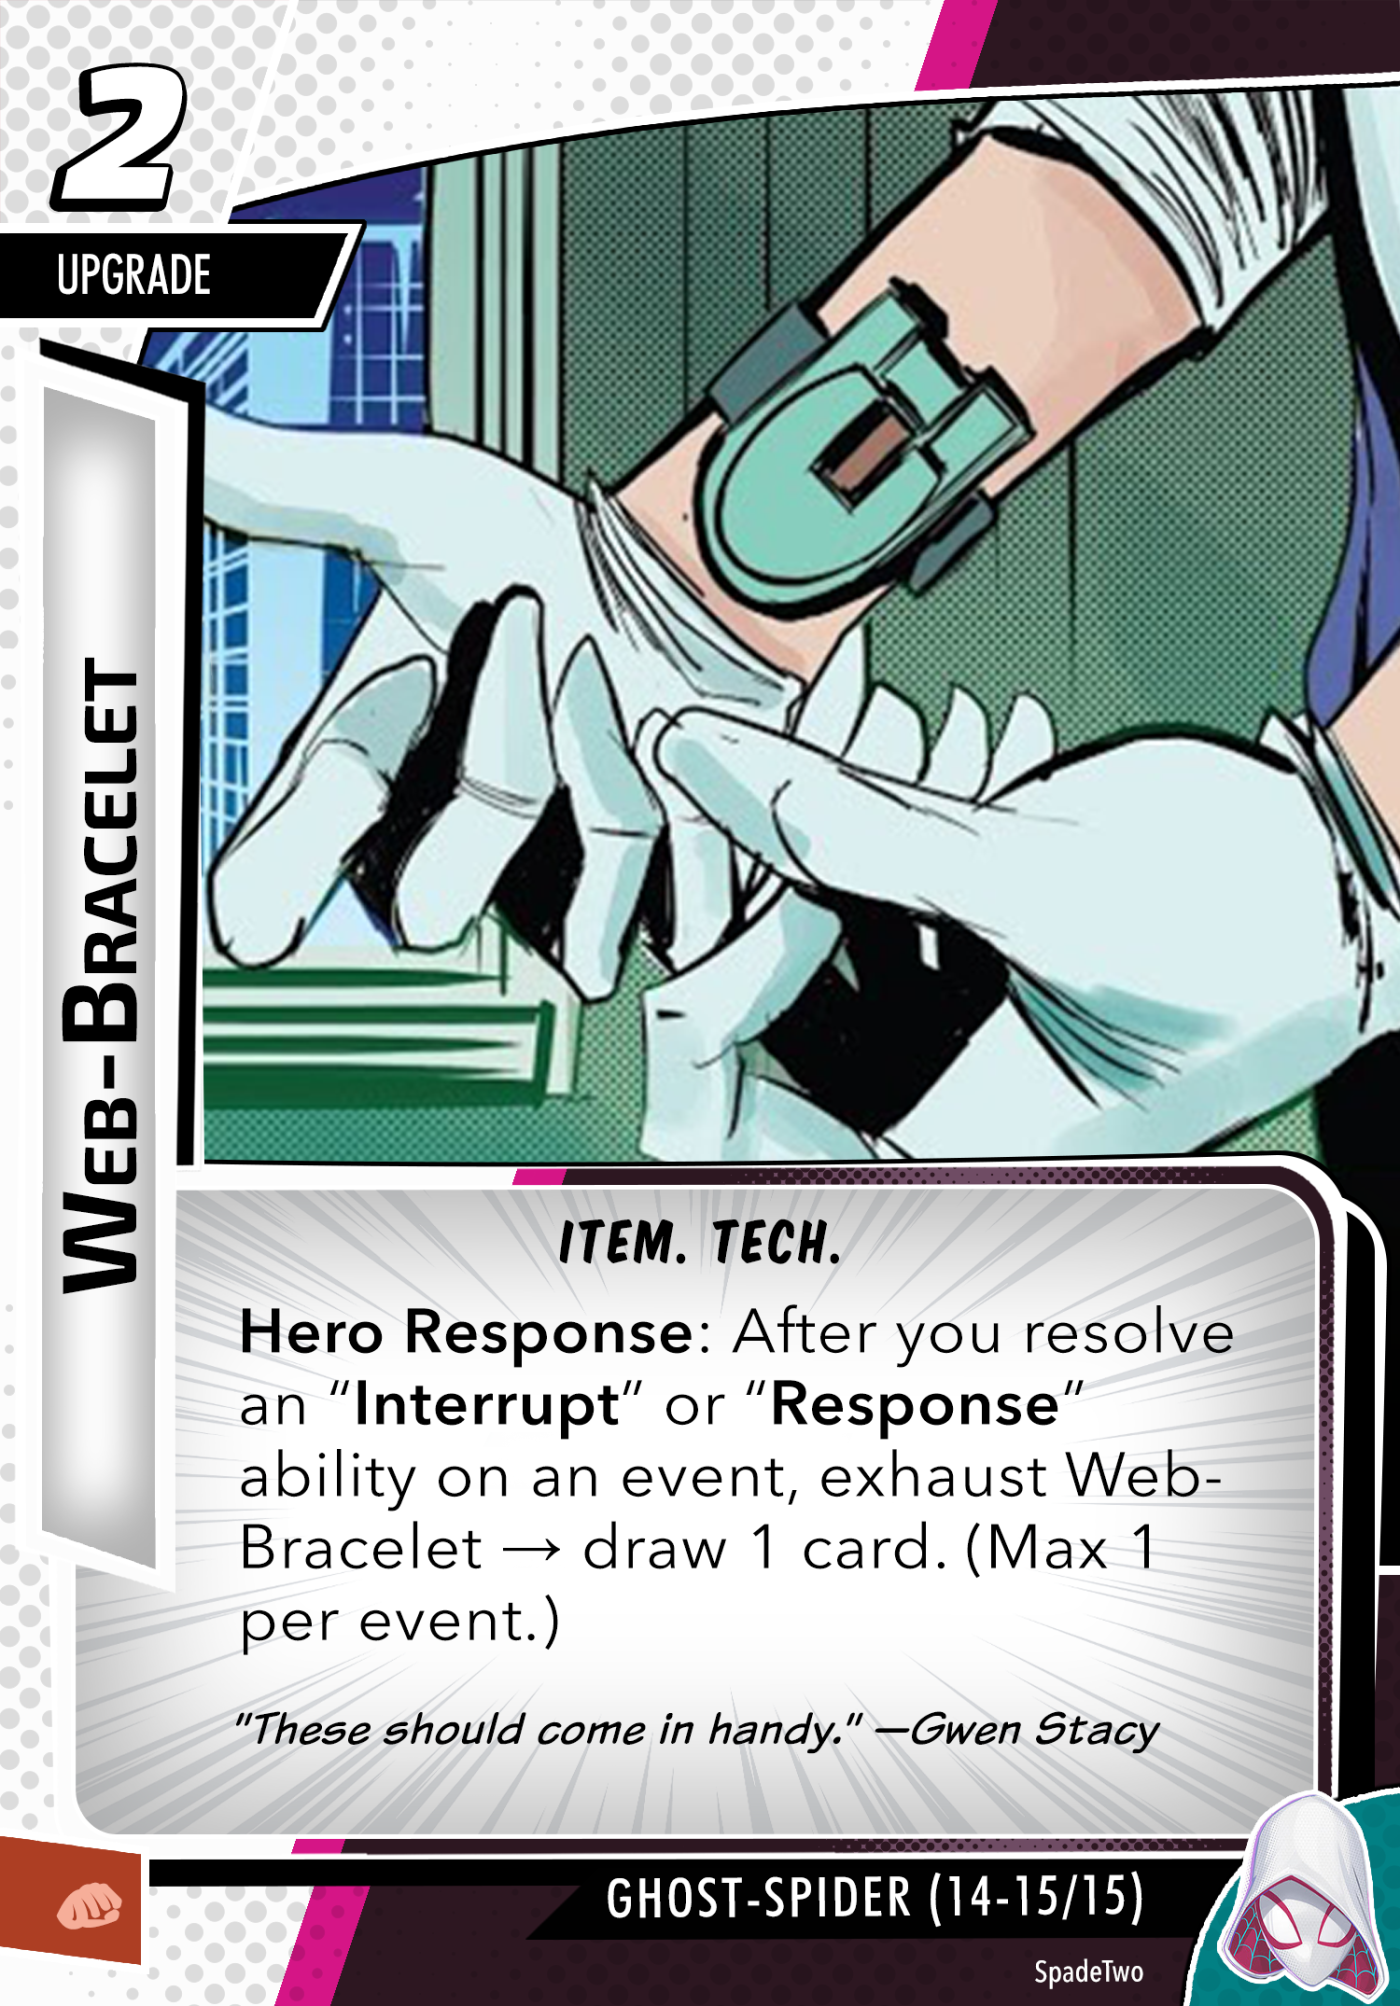 2
UPGRADE
WEB-BRACELET
ITEM. TECH.
Hero Response: After you resolve
an “Interrupt” or “Response”
ability on an event, exhaust Web-
Bracelet → draw 1 card. (Max 1
per event.)
"These should come in handy." —Gwen Stacy
GHOST-SPIDER (14-15/15)
SpadeTwo